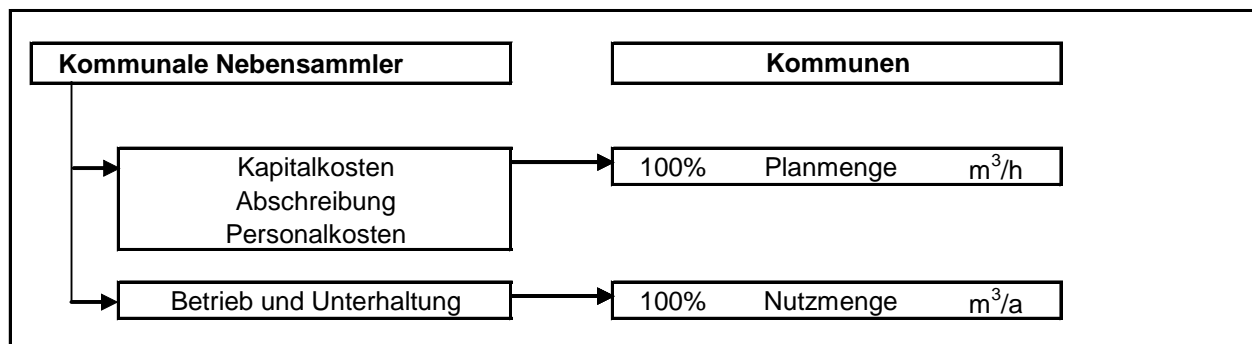 Kommunale Nebensammler
Kommunen
Kapitalkosten
Abschreibung
Personalkosten
100% Planmenge m³/h
Betrieb und Unterhaltung
100% Nutzmenge m³/a